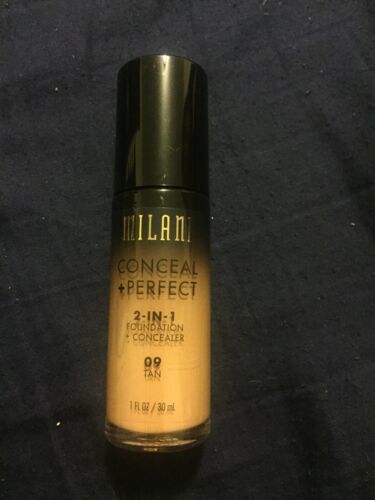 MILANI
CONCEAL
+PERFECT
2-IN-1
FOUNDATION
+ CONCEALER
09
TAN
1 FL OZ / 30 mL